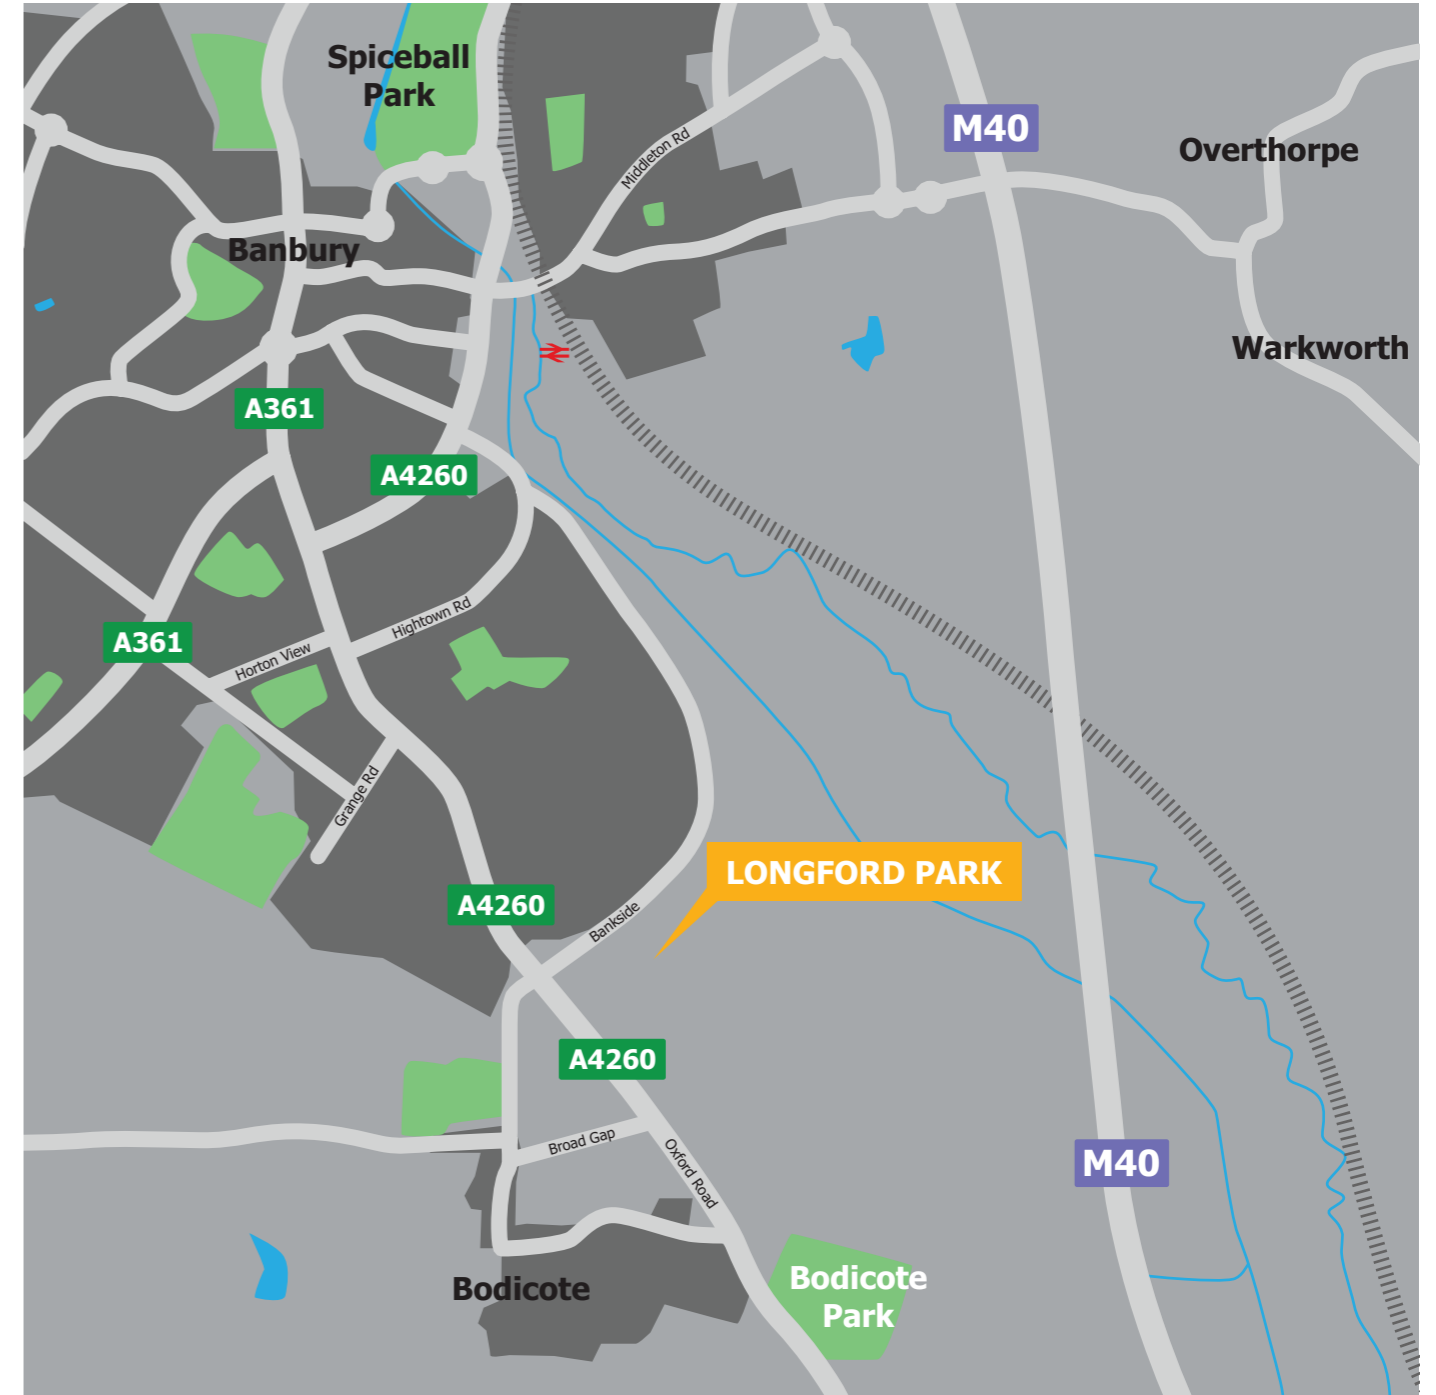 Spiceball
Park
M40
Overthorpe
Middleton Rd
Banbury
Warkworth
A361
A4260
Hightown Rd
A361
Horton View
Grange Rd
LONGFORD PARK
A4260
Bankside
A4260
Broad Gap
Oxford Road
M40
Bodicote
Park
Bodicote